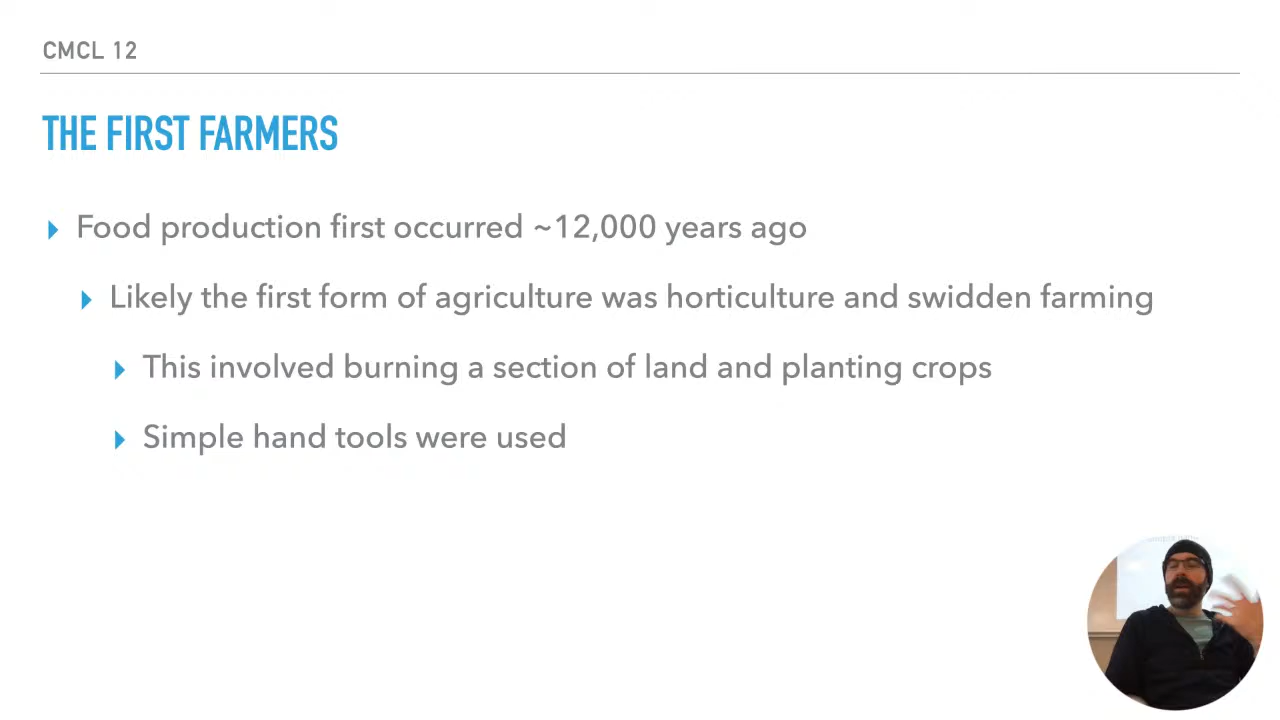 CMCL 12
THE FIRST FARMERS
Food production first occurred ~12,000 years ago
Likely the first form of agriculture was horticulture and swidden farming
This involved burning a section of land and planting crops
Simple hand tools were used